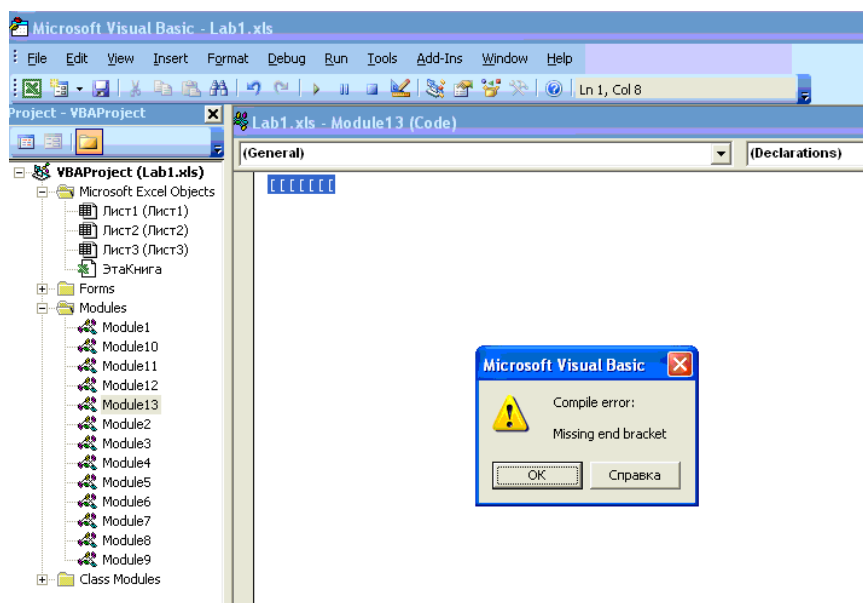 Microsoft Visual Basic - Lab1.xls
File Edit View Insert Format Debug Run Tools Add-Ins Window Help
Ln 1, Col 8
Project - VBAProject
Lab1.xls - Module13 (Code)
(General) (Declarations)
VBAProject (Lab1.xls)
Microsoft Excel Objects
Лист1 (Лист1)
Лист2 (Лист2)
Лист3 (Лист3)
ЭтаКнига
Forms
Modules
Module1
Module10
Module11
Module12
Module13
Module2
Module3
Module4
Module5
Module6
Module7
Module8
Module9
Class Modules
[[[[[[[
Microsoft Visual Basic
Compile error:
Missing end bracket
OK Справка